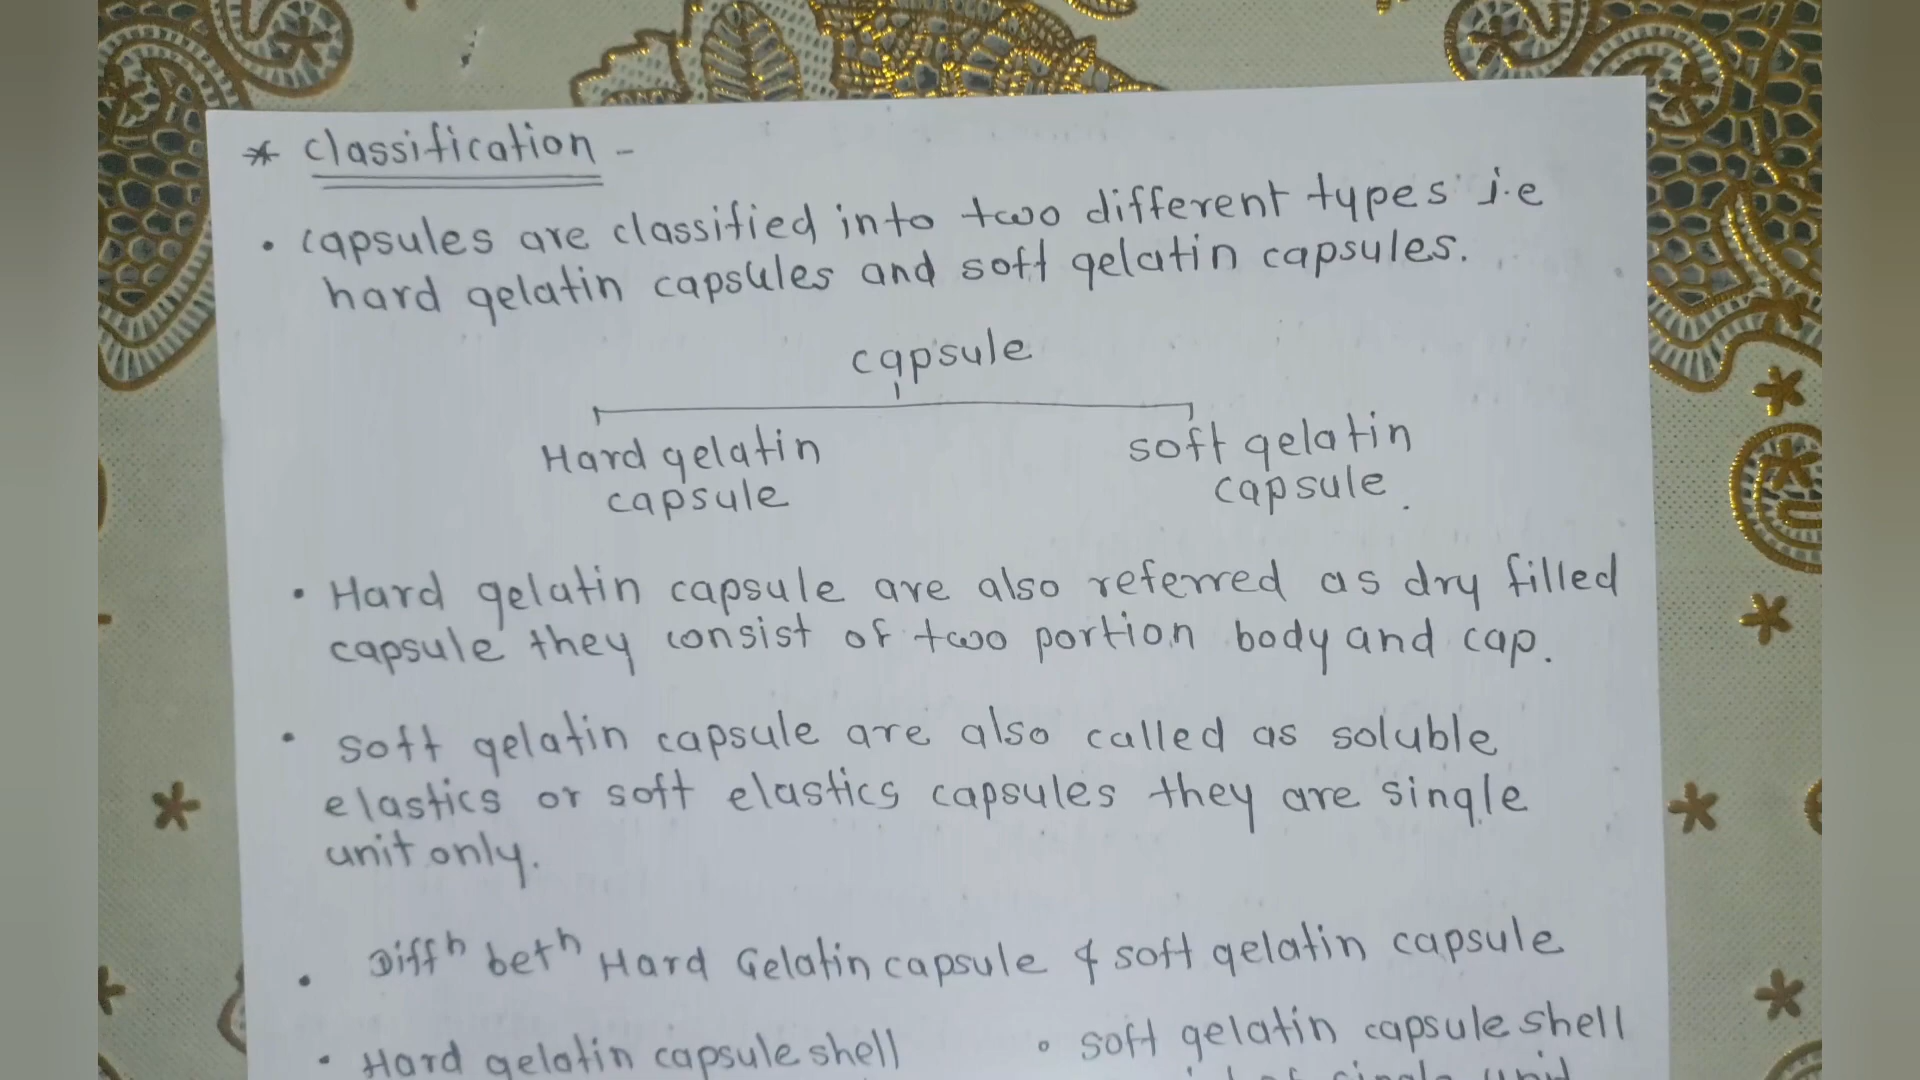 * classification -
• capsules are classified into two different types i.e
hard gelatin capsules and soft gelatin capsules.
capsule
Hard gelatin
capsule
soft gelatin
capsule.
• Hard gelatin capsule are also referred as dry filled
capsule they consist of two portion body and cap.
• soft gelatin capsule are also called as soluble
elastics or soft elastics capsules they are single
unit only.
• Diffⁿ betⁿ Hard Gelatin capsule & soft gelatin capsule
• Hard gelatin capsule shell
• soft gelatin capsule shell
of single unit